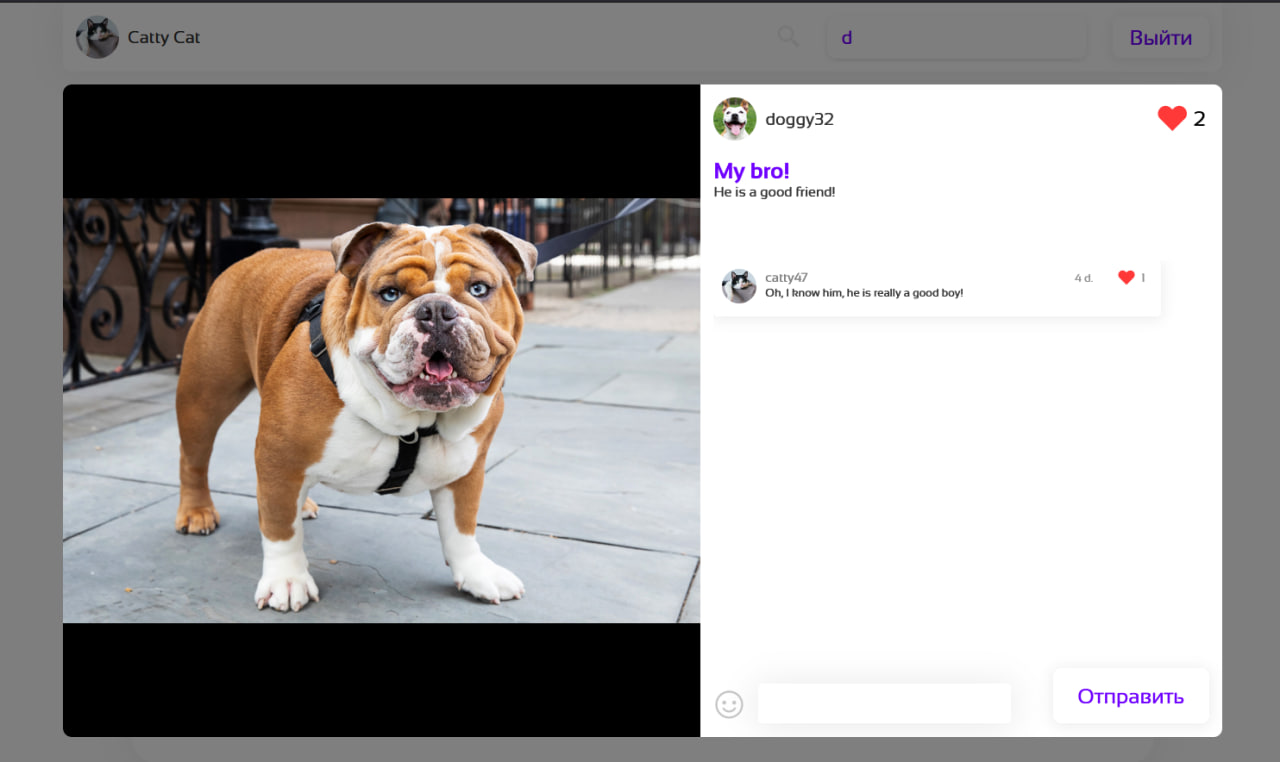 Catty Cat
d
Выйти
doggy32
2
My bro!
He is a good friend!
catty47
4 d.
1
Oh, I know him, he is really a good boy!
Отправить